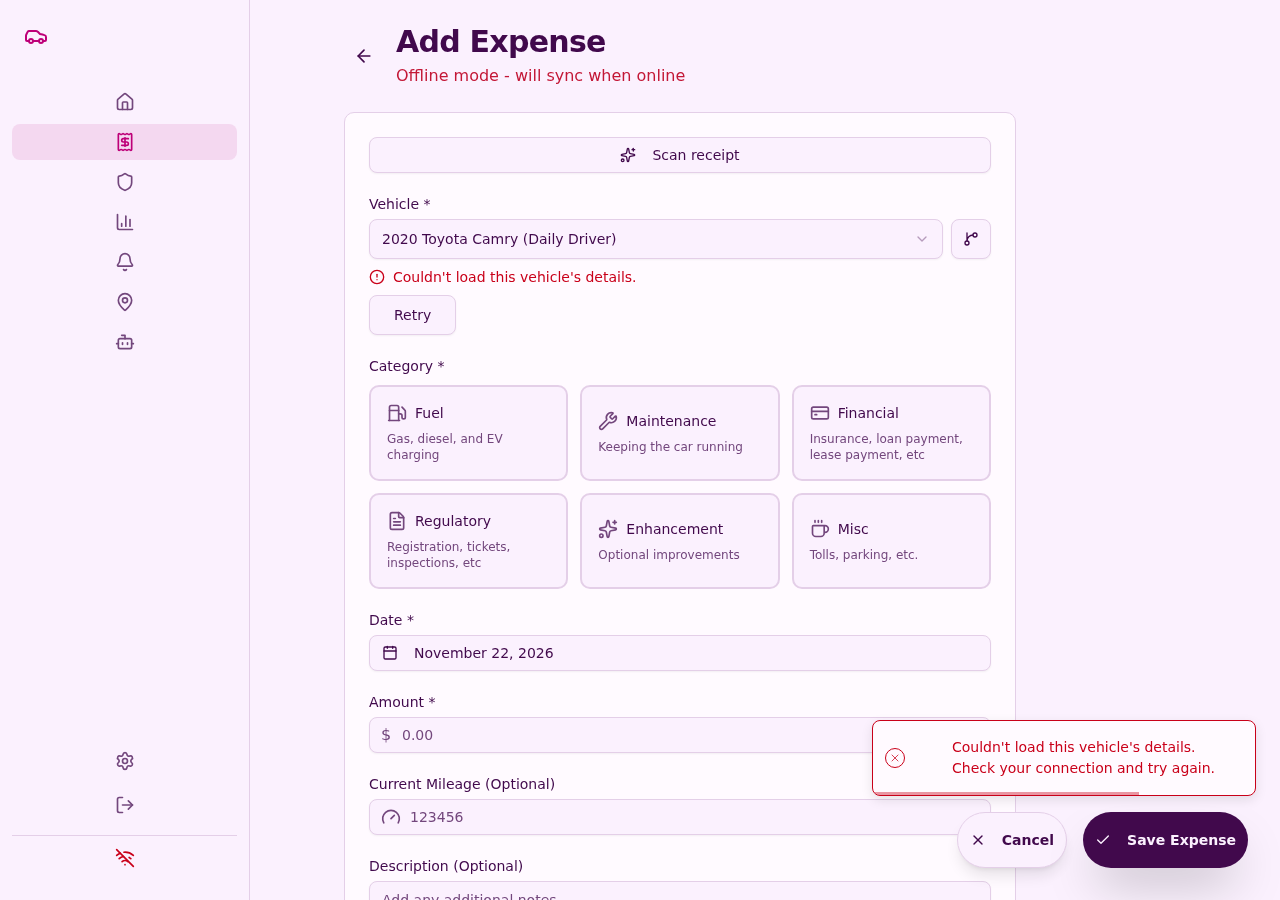 Add Expense
Offline mode - will sync when online
Scan receipt
Vehicle *
2020 Toyota Camry (Daily Driver)
Couldn't load this vehicle's details.
Retry
Category *
Fuel
Gas, diesel, and EV
charging
Maintenance
Keeping the car running
Financial
Insurance, loan payment,
lease payment, etc
Regulatory
Registration, tickets,
inspections, etc
Enhancement
Optional improvements
Misc
Tolls, parking, etc.
Date *
November 22, 2026
Amount *
$ 0.00
Couldn't load this vehicle's details.
Check your connection and try again.
Current Mileage (Optional)
123456
Cancel
Save Expense
Description (Optional)
Add any additional notes